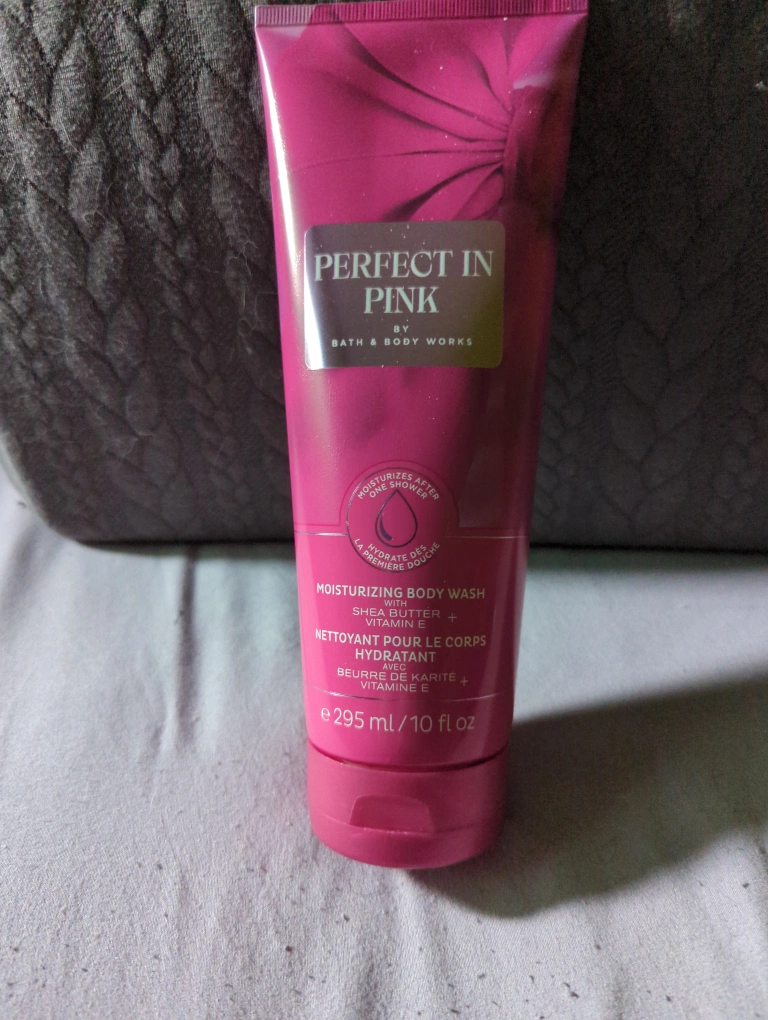 PERFECT IN
PINK
BY
BATH & BODY WORKS
MOISTURIZES AFTER
ONE SHOWER
HYDRATE DÈS
LA PREMIÈRE DOUCHE
MOISTURIZING BODY WASH
WITH
SHEA BUTTER +
VITAMIN E
NETTOYANT POUR LE CORPS
HYDRATANT
AVEC
BEURRE DE KARITÉ +
VITAMINE E
℮ 295 ml / 10 fl oz